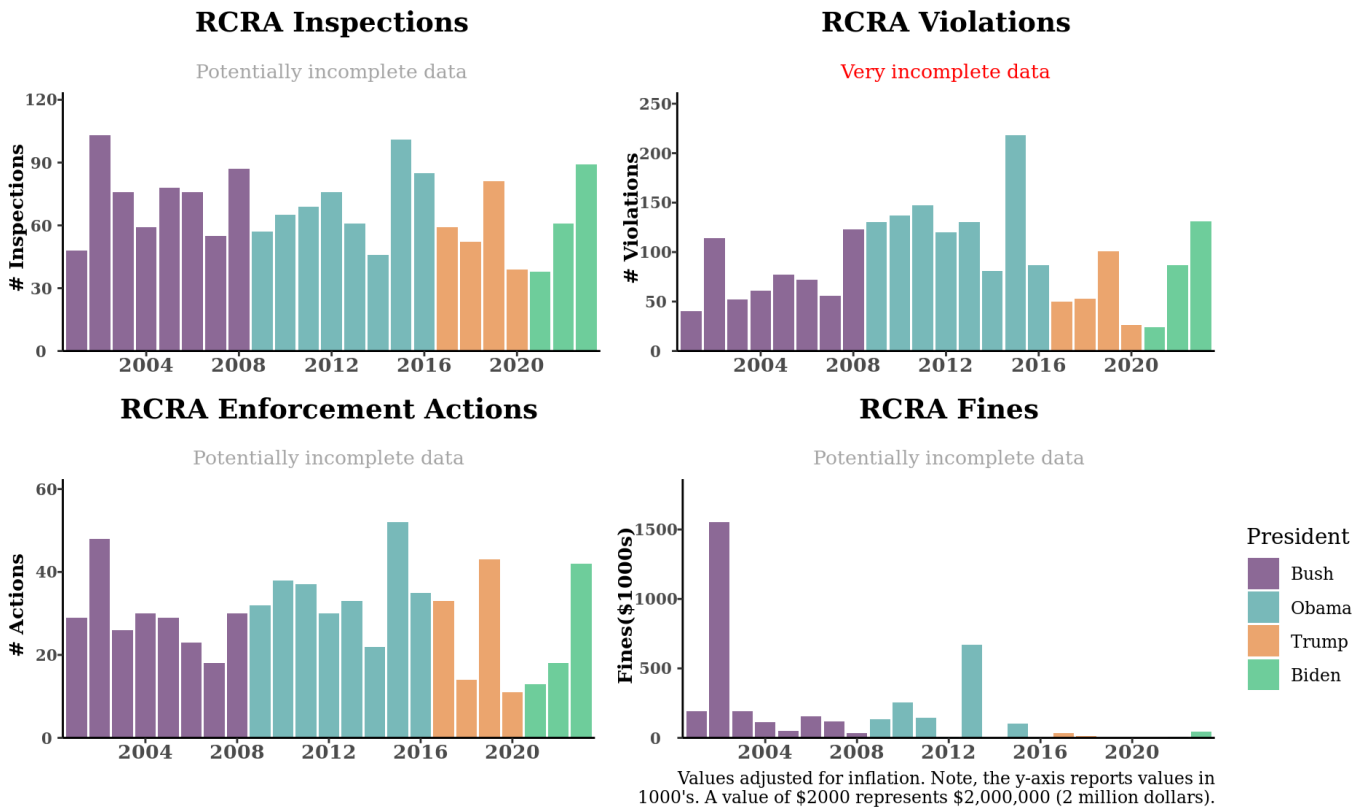 RCRA Inspections
Potentially incomplete data
# Inspections
120
90
60
30
0
2004 2008 2012 2016 2020
RCRA Violations
Very incomplete data
# Violations
250
200
150
100
50
0
2004 2008 2012 2016 2020
RCRA Enforcement Actions
Potentially incomplete data
# Actions
60
40
20
0
2004 2008 2012 2016 2020
RCRA Fines
Potentially incomplete data
Fines($1000s)
1500
1000
500
0
2004 2008 2012 2016 2020
Values adjusted for inflation. Note, the y-axis reports values in
1000's. A value of $2000 represents $2,000,000 (2 million dollars).
President
Bush
Obama
Trump
Biden